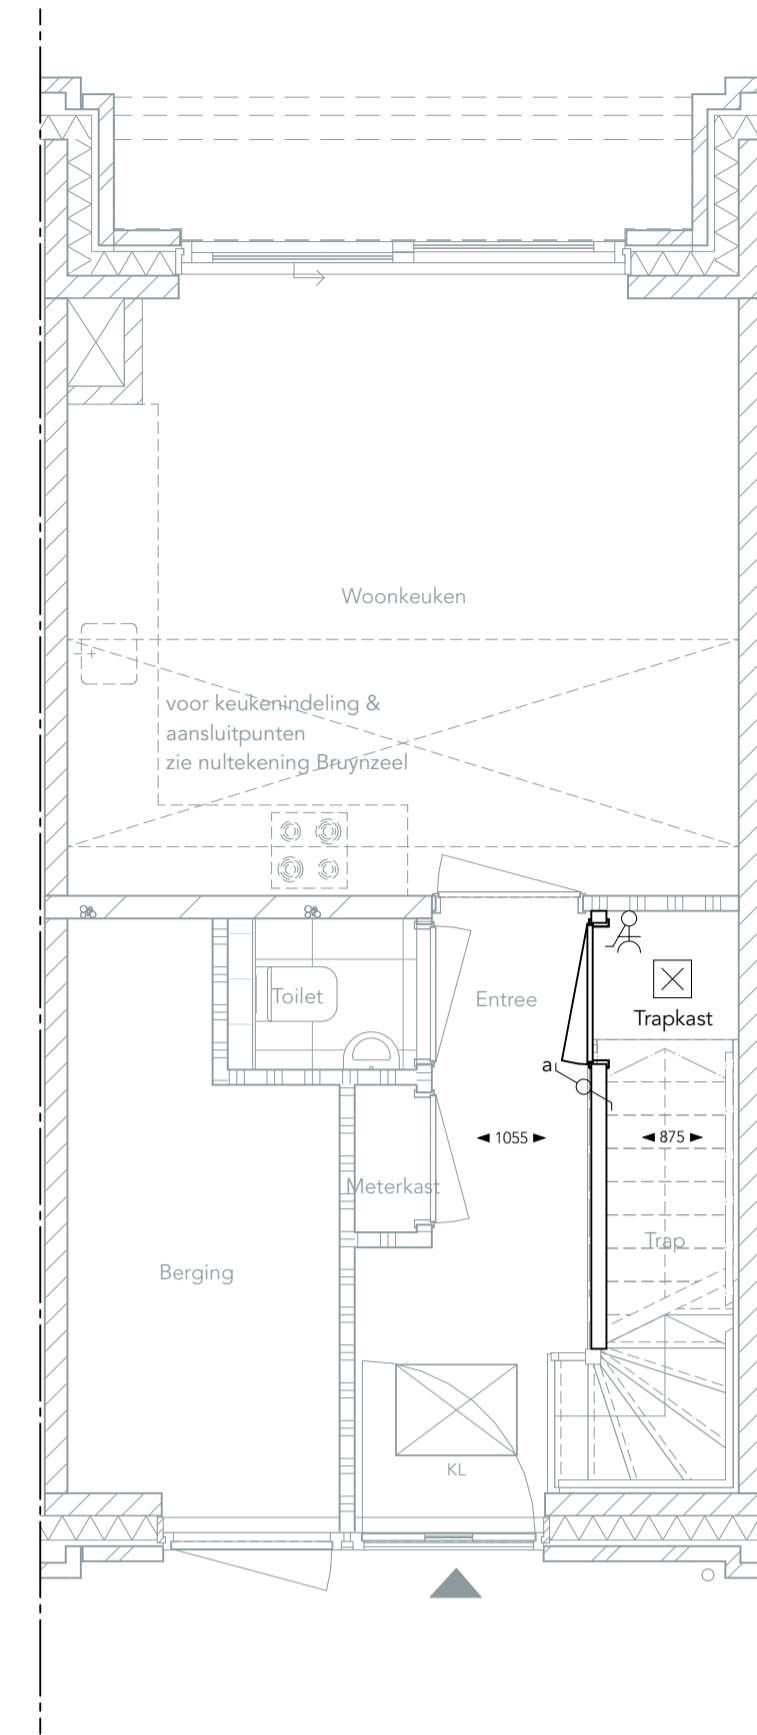 Woonkeuken
voor keukenindeling &
aansluitpunten
zie nultekening Bruynzeel
Toilet
Entree
Trapkast
a
1055
875
Meterkast
Trap
Berging
KL